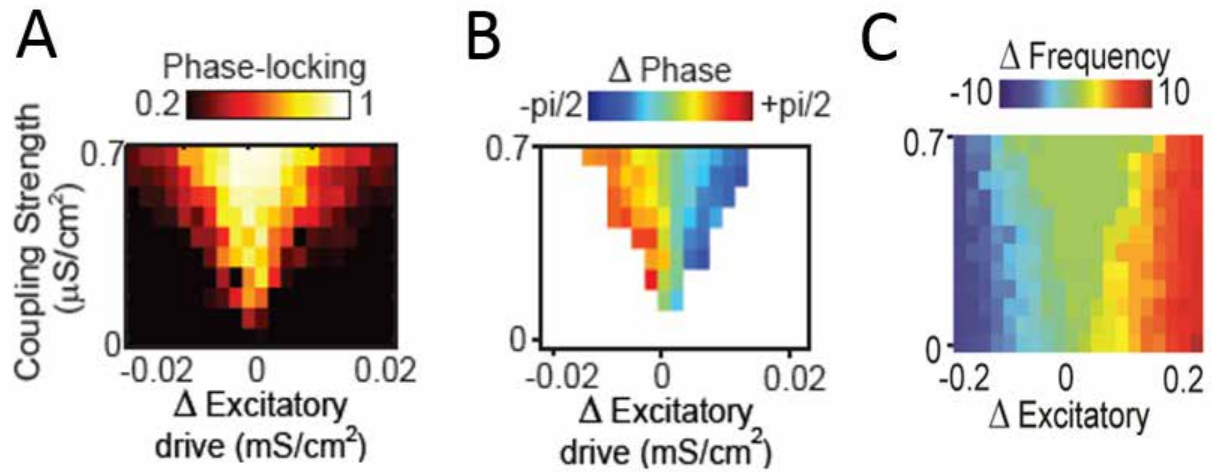 A
Phase-locking
0.2
1
0.7
0
Coupling Strength
(μS/cm²)
-0.02
0
0.02
Δ Excitatory
drive (mS/cm²)
B
Δ Phase
-pi/2
+pi/2
0.7
0
-0.02
0
0.02
Δ Excitatory
drive (mS/cm²)
C
Δ Frequency
-10
10
0.7
0
-0.2
0
0.2
Δ Excitatory